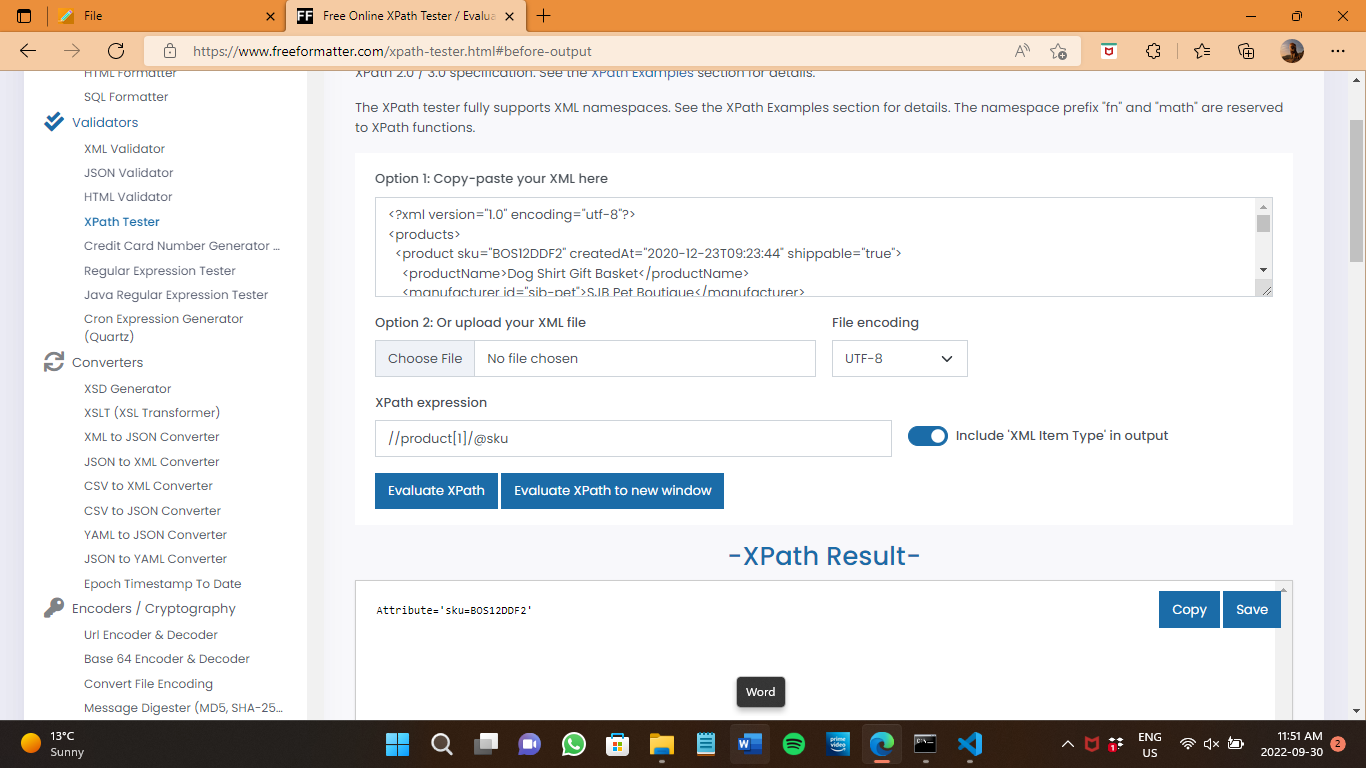 File
FF
Free Online XPath Tester / Evalua
https://www.freeformatter.com/xpath-tester.html#before-output
HTML Formatter
SQL Formatter
Validators
XML Validator
JSON Validator
HTML Validator
XPath Tester
Credit Card Number Generator ...
Regular Expression Tester
Java Regular Expression Tester
Cron Expression Generator
(Quartz)
Converters
XSD Generator
XSLT (XSL Transformer)
XML to JSON Converter
JSON to XML Converter
CSV to XML Converter
CSV to JSON Converter
YAML to JSON Converter
JSON to YAML Converter
Epoch Timestamp To Date
Encoders / Cryptography
Url Encoder & Decoder
Base 64 Encoder & Decoder
Convert File Encoding
Message Digester (MD5, SHA-25...
XPath 2.0 / 3.0 specification. See the XPath Examples section for details.
The XPath tester fully supports XML namespaces. See the XPath Examples section for details. The namespace prefix "fn" and "math" are reserved
to XPath functions.
Option 1: Copy-paste your XML here
<?xml version="1.0" encoding="utf-8"?>
<products>
<product sku="BOS12DDF2" createdAt="2020-12-23T09:23:44" shippable="true">
<productName>Dog Shirt Gift Basket</productName>
<manufacturer id="sjb-pet">SJB Pet Boutique</manufacturer>
Option 2: Or upload your XML file
File encoding
Choose File No file chosen
UTF-8
XPath expression
//product[1]/@sku
Include 'XML Item Type' in output
Evaluate XPath
Evaluate XPath to new window
-XPath Result-
Attribute='sku=BOS12DDF2'
Copy
Save
Word
13°C
Sunny
prime
video
1
ENG
US
11:51 AM
2022-09-30
2